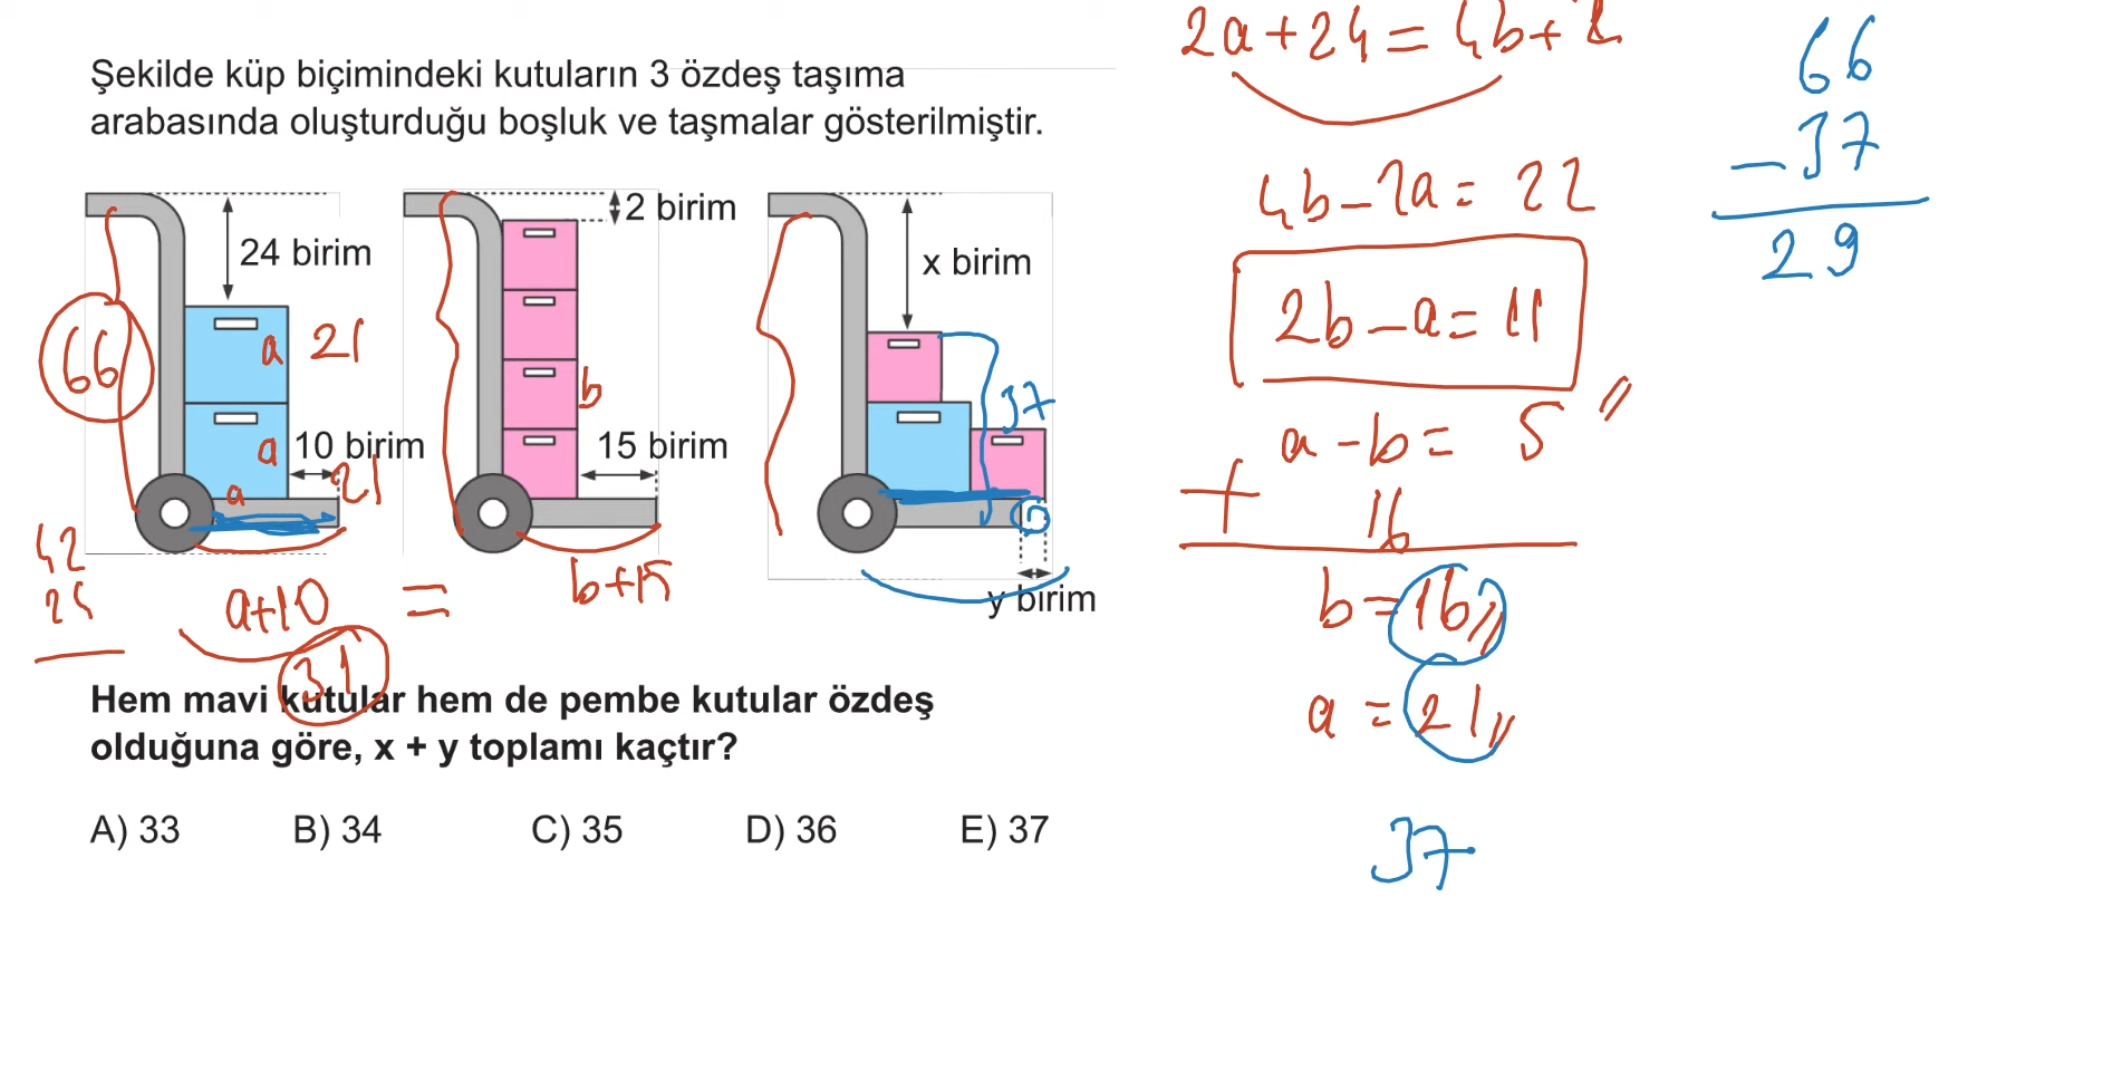 Şekilde küp biçimindeki kutuların 3 özdeş taşıma
arabasında oluşturduğu boşluk ve taşmalar gösterilmiştir.
24 birim
2 birim
x birim
66
a 21
b
37
a 10 birim
21
15 birim
a
6
42
24
a+10 = b+15
y birim
31
Hem mavi kutular hem de pembe kutular özdeş
olduğuna göre, x + y toplamı kaçtır?
A) 33 B) 34 C) 35 D) 36 E) 37
2a+24=4b+2
4b-2a=22
2b-a=11
a-b= 5
+ 16
b=16
a=21
37
66
-37
29